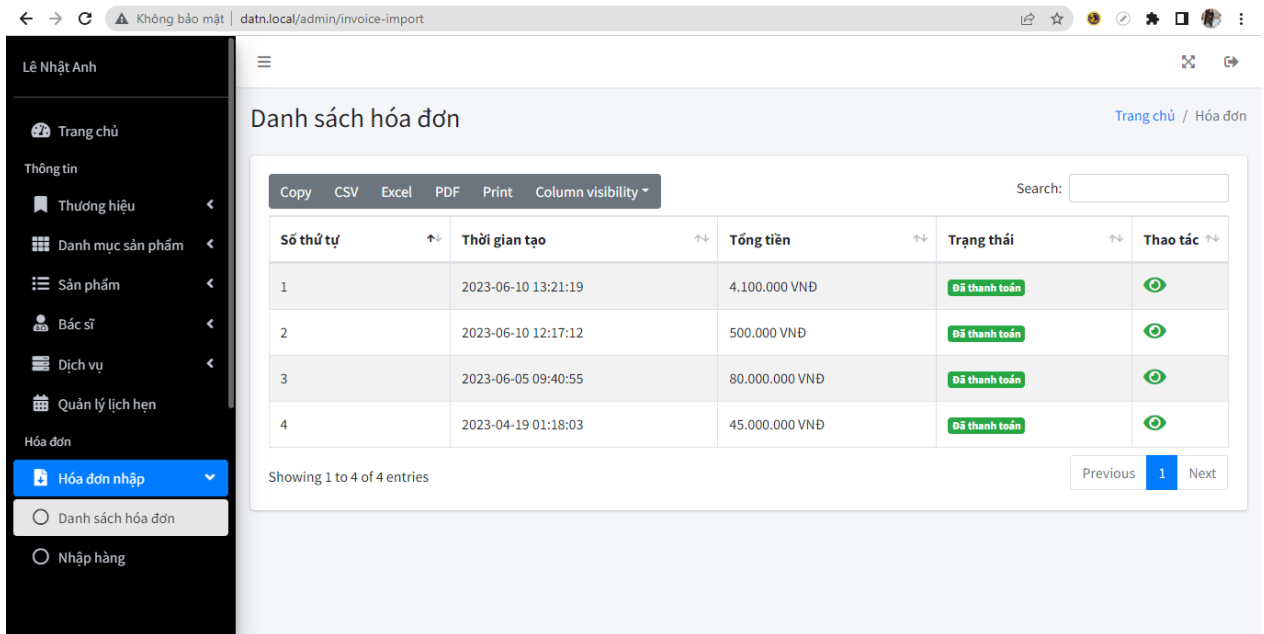 Không bảo mật | datn.local/admin/invoice-import
Lê Nhật Anh
Trang chủ
Thông tin
Thương hiệu
Danh mục sản phẩm
Sản phẩm
Bác sĩ
Dịch vụ
Quản lý lịch hẹn
Hóa đơn
Hóa đơn nhập
Danh sách hóa đơn
Nhập hàng
Danh sách hóa đơn
Trang chủ / Hóa đơn
Copy CSV Excel PDF Print Column visibility
Search:
Số thứ tự Thời gian tạo Tổng tiền Trạng thái Thao tác
1 2023-06-10 13:21:19 4.100.000 VNĐ Đã thanh toán
2 2023-06-10 12:17:12 500.000 VNĐ Đã thanh toán
3 2023-06-05 09:40:55 80.000.000 VNĐ Đã thanh toán
4 2023-04-19 01:18:03 45.000.000 VNĐ Đã thanh toán
Showing 1 to 4 of 4 entries
Previous 1 Next